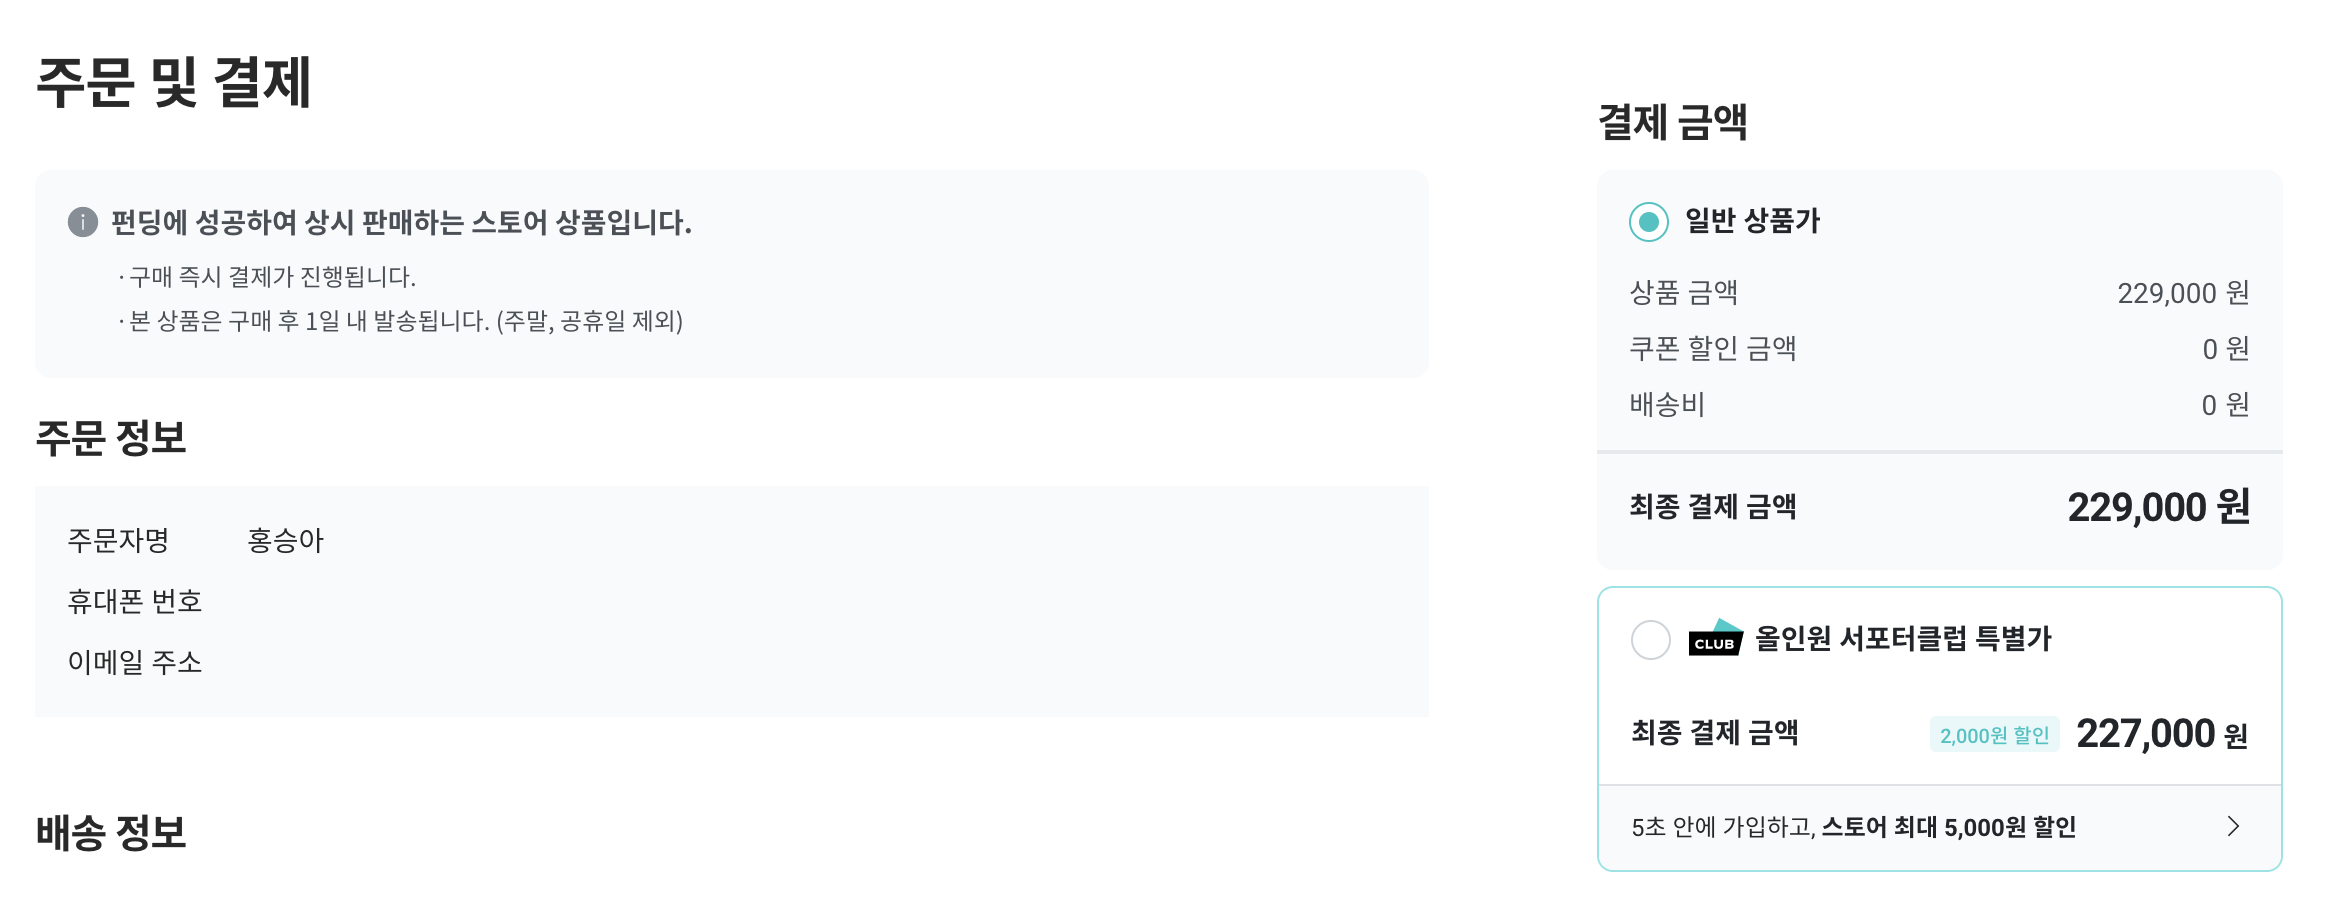 주문 및 결제
펀딩에 성공하여 상시 판매하는 스토어 상품입니다.
· 구매 즉시 결제가 진행됩니다.
· 본 상품은 구매 후 1일 내 발송됩니다. (주말, 공휴일 제외)
주문 정보
주문자명 홍승아
휴대폰 번호
이메일 주소
배송 정보
결제 금액
일반 상품가
상품 금액 229,000 원
쿠폰 할인 금액 0 원
배송비 0 원
최종 결제 금액 229,000 원
CLUB 올인원 서포터클럽 특별가
최종 결제 금액 2,000원 할인 227,000 원
5초 안에 가입하고, 스토어 최대 5,000원 할인